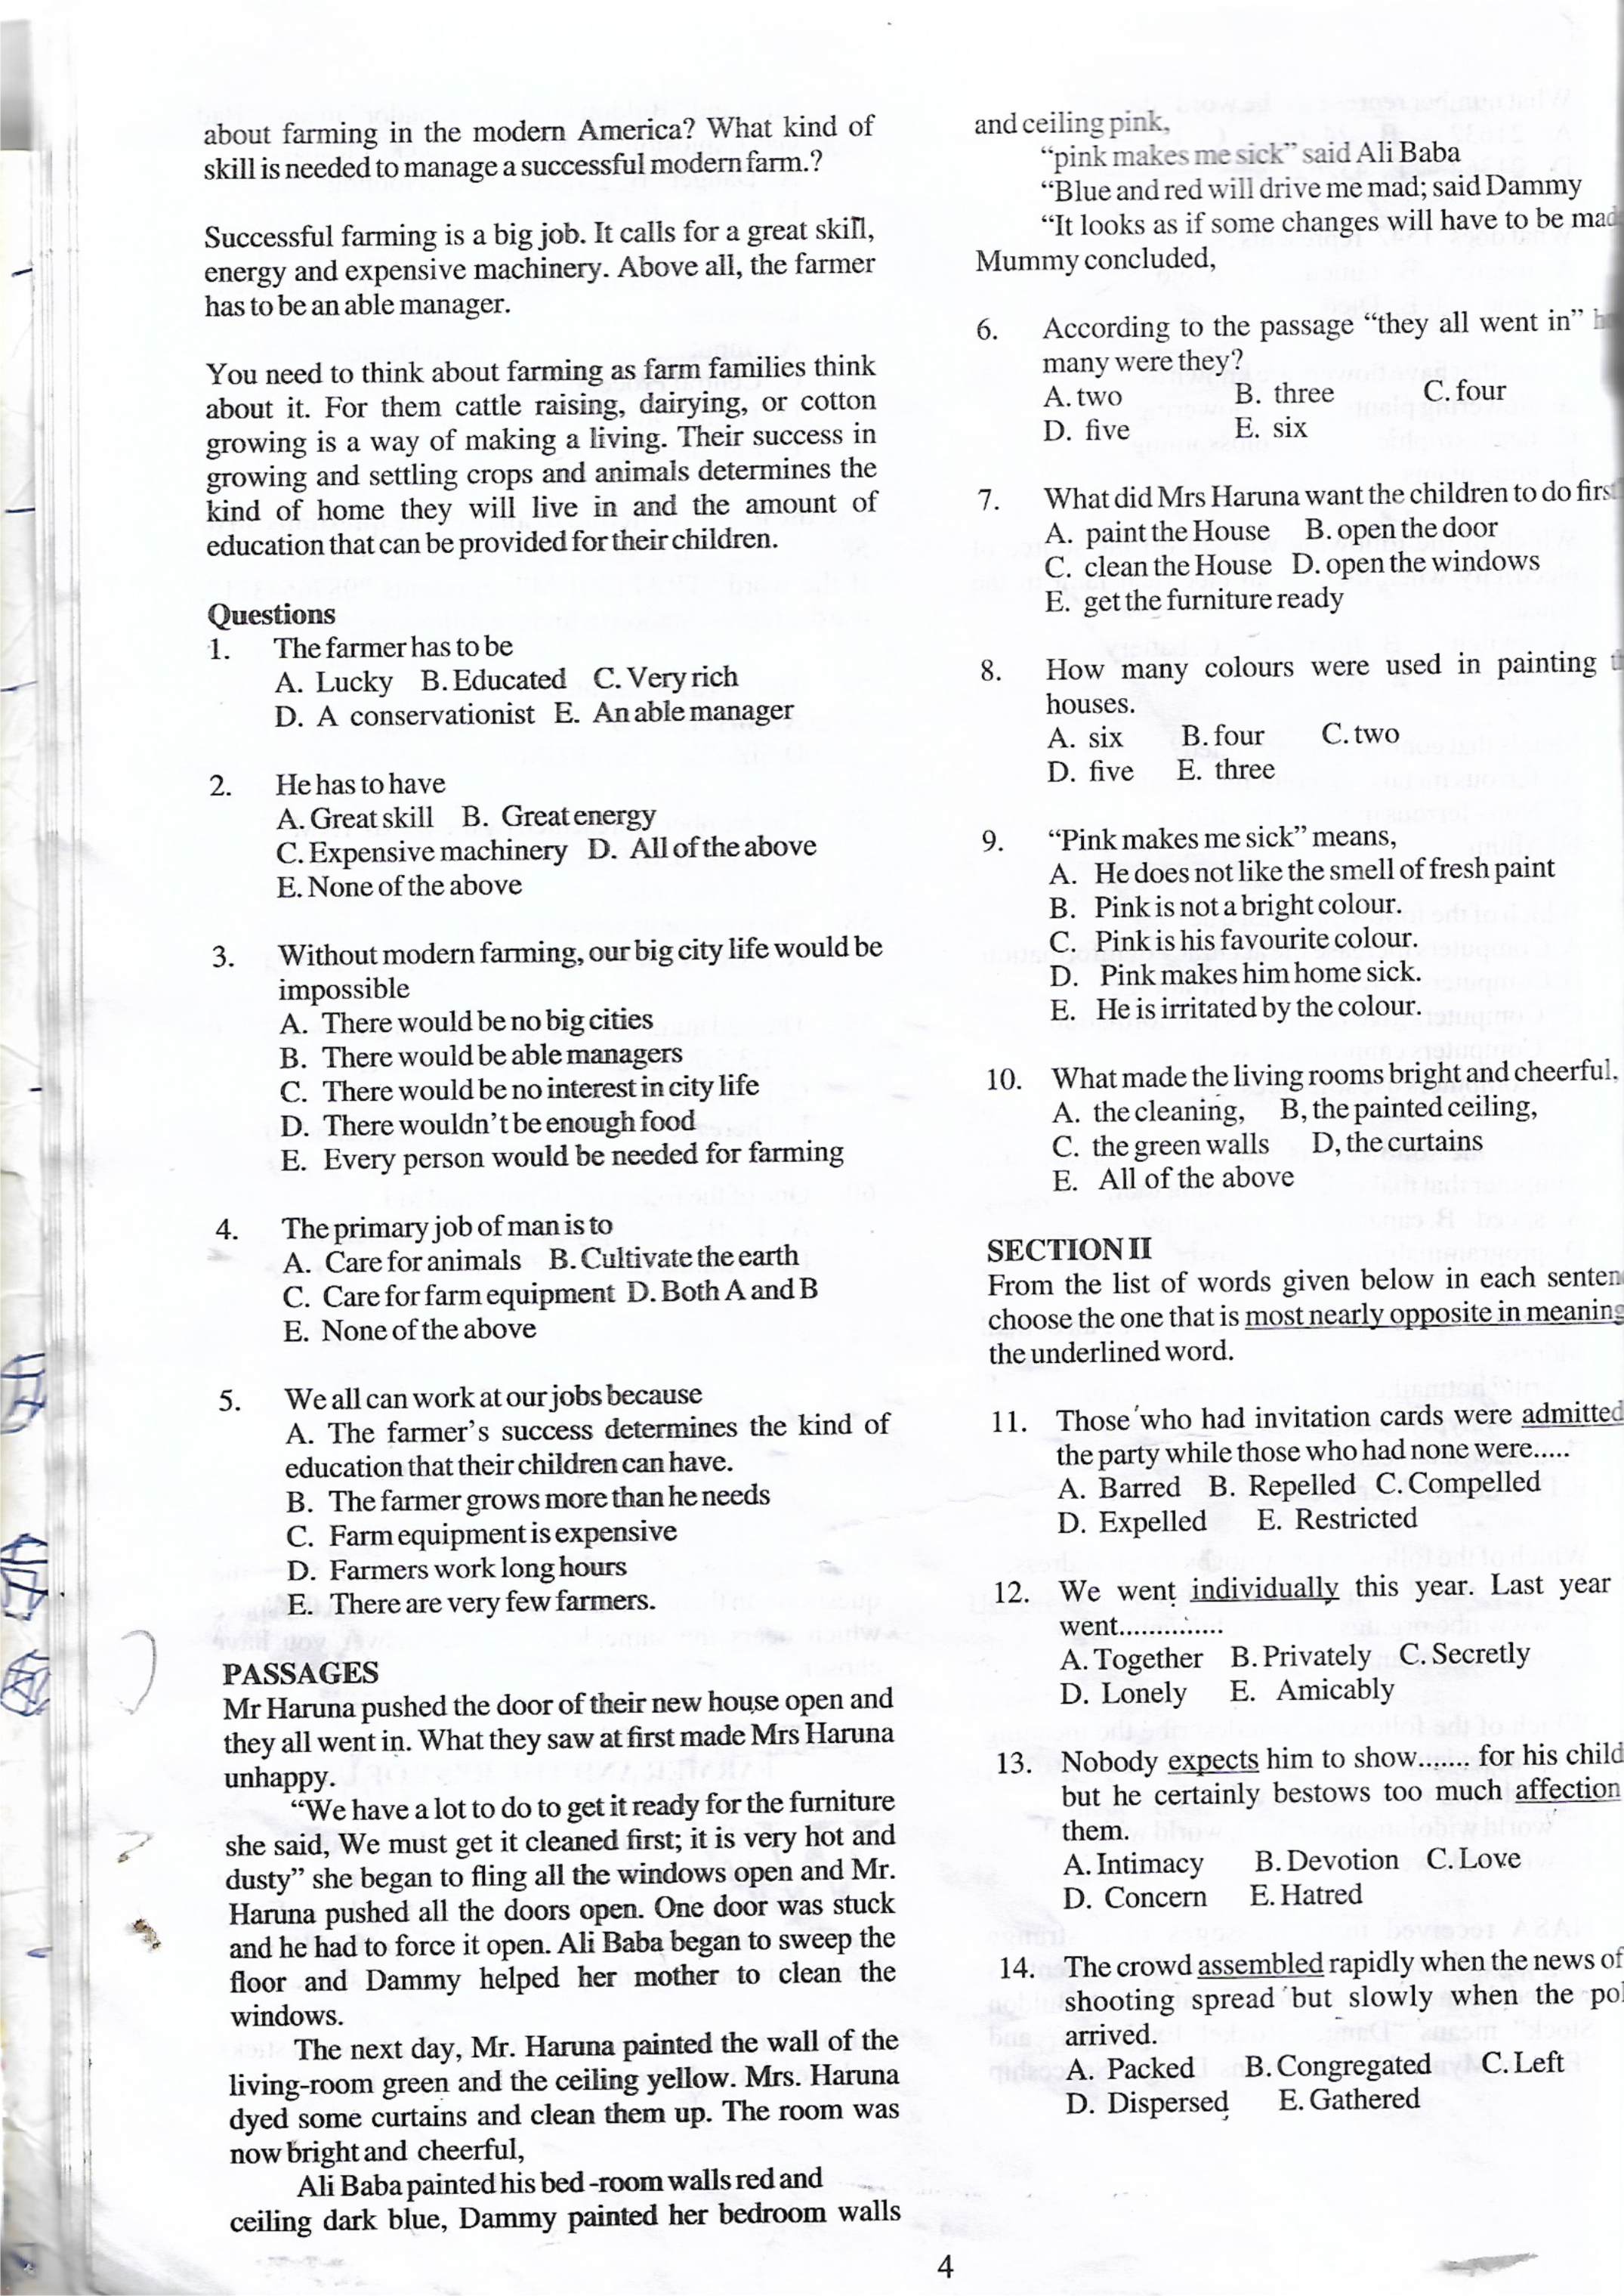 about farming in the modern America? What kind of
skill is needed to manage a successful modern farm.?
Successful farming is a big job. It calls for a great skill,
energy and expensive machinery. Above all, the farmer
has to be an able manager.
You need to think about farming as farm families think
about it. For them cattle raising, dairying, or cotton
growing is a way of making a living. Their success in
growing and settling crops and animals determines the
kind of home they will live in and the amount of
education that can be provided for their children.
Questions
1. The farmer has to be
A. Lucky B. Educated C. Very rich
D. A conservationist E. An able manager
2. He has to have
A. Great skill B. Great energy
C. Expensive machinery D. All of the above
E. None of the above
3. Without modern farming, our big city life would be
impossible
A. There would be no big cities
B. There would be able managers
C. There would be no interest in city life
D. There wouldn't be enough food
E. Every person would be needed for farming
4. The primary job of man is to
A. Care for animals B. Cultivate the earth
C. Care for farm equipment D. Both A and B
E. None of the above
5. We all can work at our jobs because
A. The farmer's success determines the kind of
education that their children can have.
B. The farmer grows more than he needs
C. Farm equipment is expensive
D. Farmers work long hours
E. There are very few farmers.
PASSAGES
Mr Haruna pushed the door of their new house open and
they all went in. What they saw at first made Mrs Haruna
unhappy.
“We have a lot to do to get it ready for the furniture
she said, We must get it cleaned first; it is very hot and
dusty” she began to fling all the windows open and Mr.
Haruna pushed all the doors open. One door was stuck
and he had to force it open. Ali Baba began to sweep the
floor and Dammy helped her mother to clean the
windows.
The next day, Mr. Haruna painted the wall of the
living-room green and the ceiling yellow. Mrs. Haruna
dyed some curtains and clean them up. The room was
now bright and cheerful,
Ali Baba painted his bed -room walls red and
ceiling dark blue, Dammy painted her bedroom walls
and ceiling pink,
“pink makes me sick” said Ali Baba
“Blue and red will drive me mad; said Dammy
“It looks as if some changes will have to be
Mummy concluded,
6. According to the passage “they all went in”
many were they?
A. two B. three C. four
D. five E. six
7. What did Mrs Haruna want the children to do first
A. paint the House B. open the door
C. clean the House D. open the windows
E. get the furniture ready
8. How many colours were used in painting
houses.
A. six B. four C. two
D. five E. three
9. “Pink makes me sick” means,
A. He does not like the smell of fresh paint
B. Pink is not a bright colour.
C. Pink is his favourite colour.
D. Pink makes him home sick.
E. He is irritated by the colour.
10. What made the living rooms bright and cheerful.
A. the cleaning, B, the painted ceiling,
C. the green walls D, the curtains
E. All of the above
SECTION II
From the list of words given below in each
choose the one that is most nearly opposite in meaning
the underlined word.
11. Those who had invitation cards were admitted
the party while those who had none were.....
A. Barred B. Repelled C. Compelled
D. Expelled E. Restricted
12. We went individually this year. Last year
went..............
A. Together B. Privately C. Secretly
D. Lonely E. Amicably
13. Nobody expects him to show........ for his child
but he certainly bestows too much affection
them.
A. Intimacy B. Devotion C. Love
D. Concern E. Hatred
14. The crowd assembled rapidly when the news of
shooting spread but slowly when the
arrived.
A. Packed B. Congregated C. Left
D. Dispersed E. Gathered
4